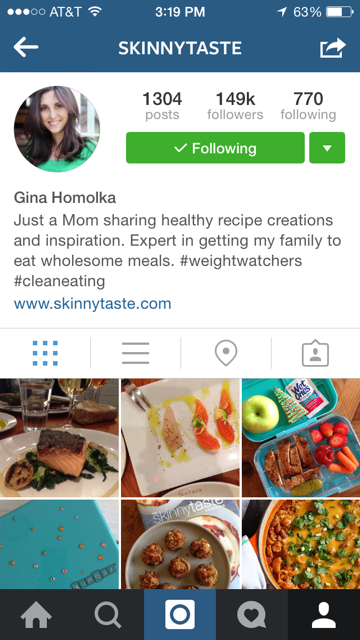 AT&T 3:19 PM 63%
SKINNYTASTE
1304 149k 770
posts followers following
Following
Gina Homolka
Just a Mom sharing healthy recipe creations
and inspiration. Expert in getting my family to
eat wholesome meals. #weightwatchers
#cleaneating
www.skinnytaste.com
Wet
Ones
skinnytaste